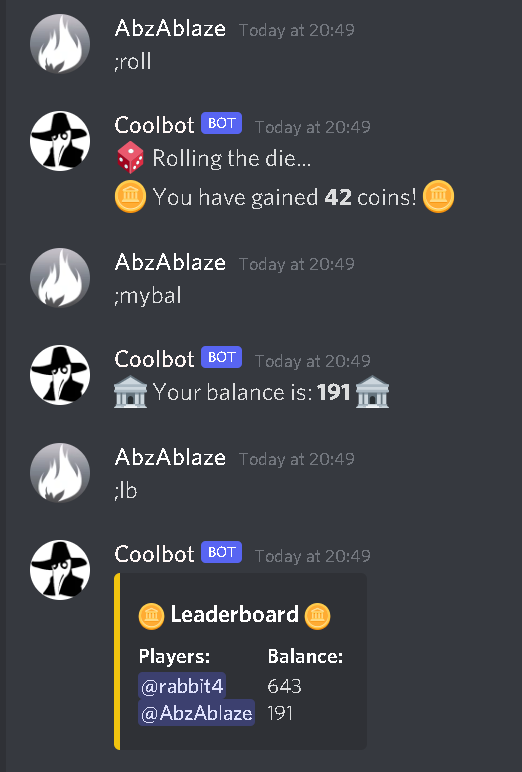 AbzAblaze Today at 20:49
;roll
Coolbot BOT Today at 20:49
Rolling the die...
You have gained 42 coins!
AbzAblaze Today at 20:49
;mybal
Coolbot BOT Today at 20:49
Your balance is: 191
AbzAblaze Today at 20:49
;lb
Coolbot BOT Today at 20:49
Leaderboard
Players: Balance:
@rabbit4 643
@AbzAblaze 191